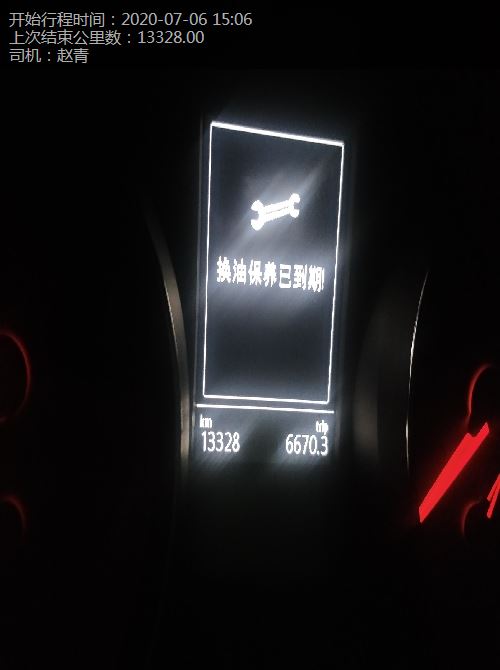 开始行程时间：2020-07-06 15:06
上次结束公里数：13328.00
司机：赵青
换油保养已到期!
km trip
13328 6670.3